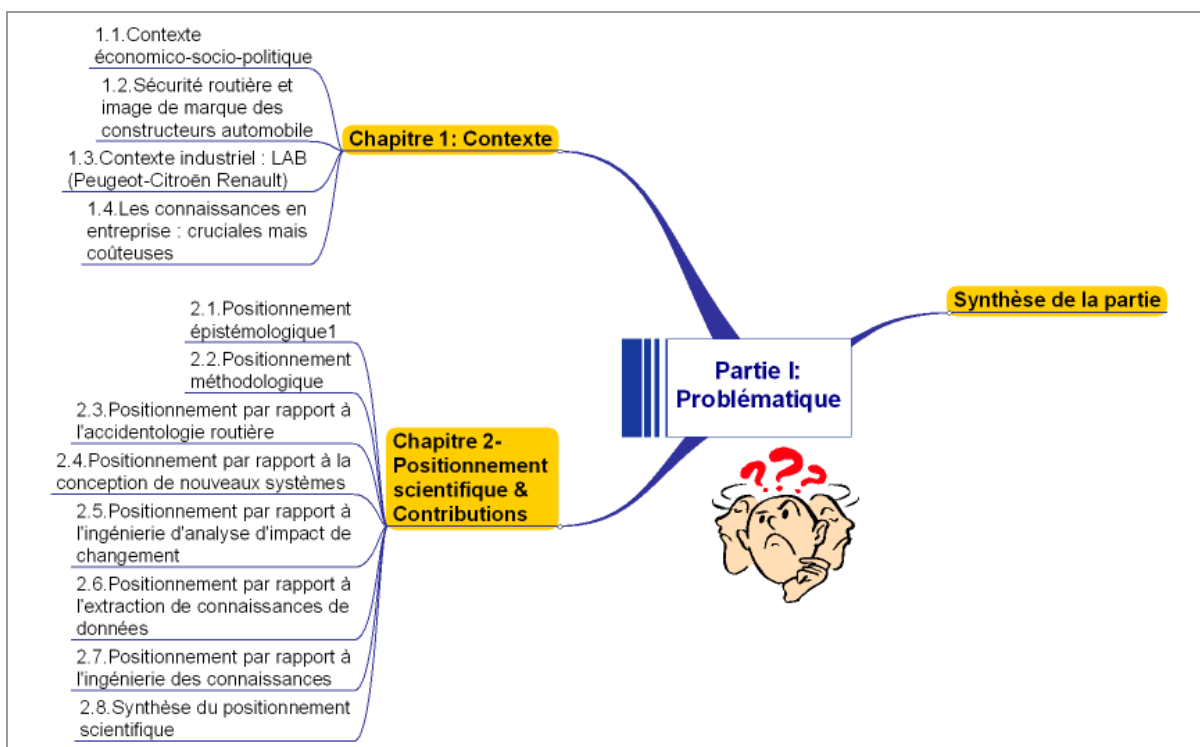 1.1.Contexte
économico-socio-politique
1.2.Sécurité routière et
image de marque des
constructeurs automobile
1.3.Contexte industriel : LAB
(Peugeot-Citroën Renault)
1.4.Les connaissances en
entreprise : cruciales mais
coûteuses
Chapitre 1: Contexte
2.1.Positionnement
épistémologique1
2.2.Positionnement
méthodologique
2.3.Positionnement par rapport à
l'accidentologie routière
2.4.Positionnement par rapport à la
conception de nouveaux systèmes
2.5.Positionnement par rapport à
l'ingénierie d'analyse d'impact de
changement
2.6.Positionnement par rapport à
l'extraction de connaissances de
données
2.7.Positionnement par rapport à
l'ingénierie des connaissances
2.8.Synthèse du positionnement
scientifique
Chapitre 2-
Positionnement
scientifique &
Contributions
Partie I:
Problématique
???
Synthèse de la partie